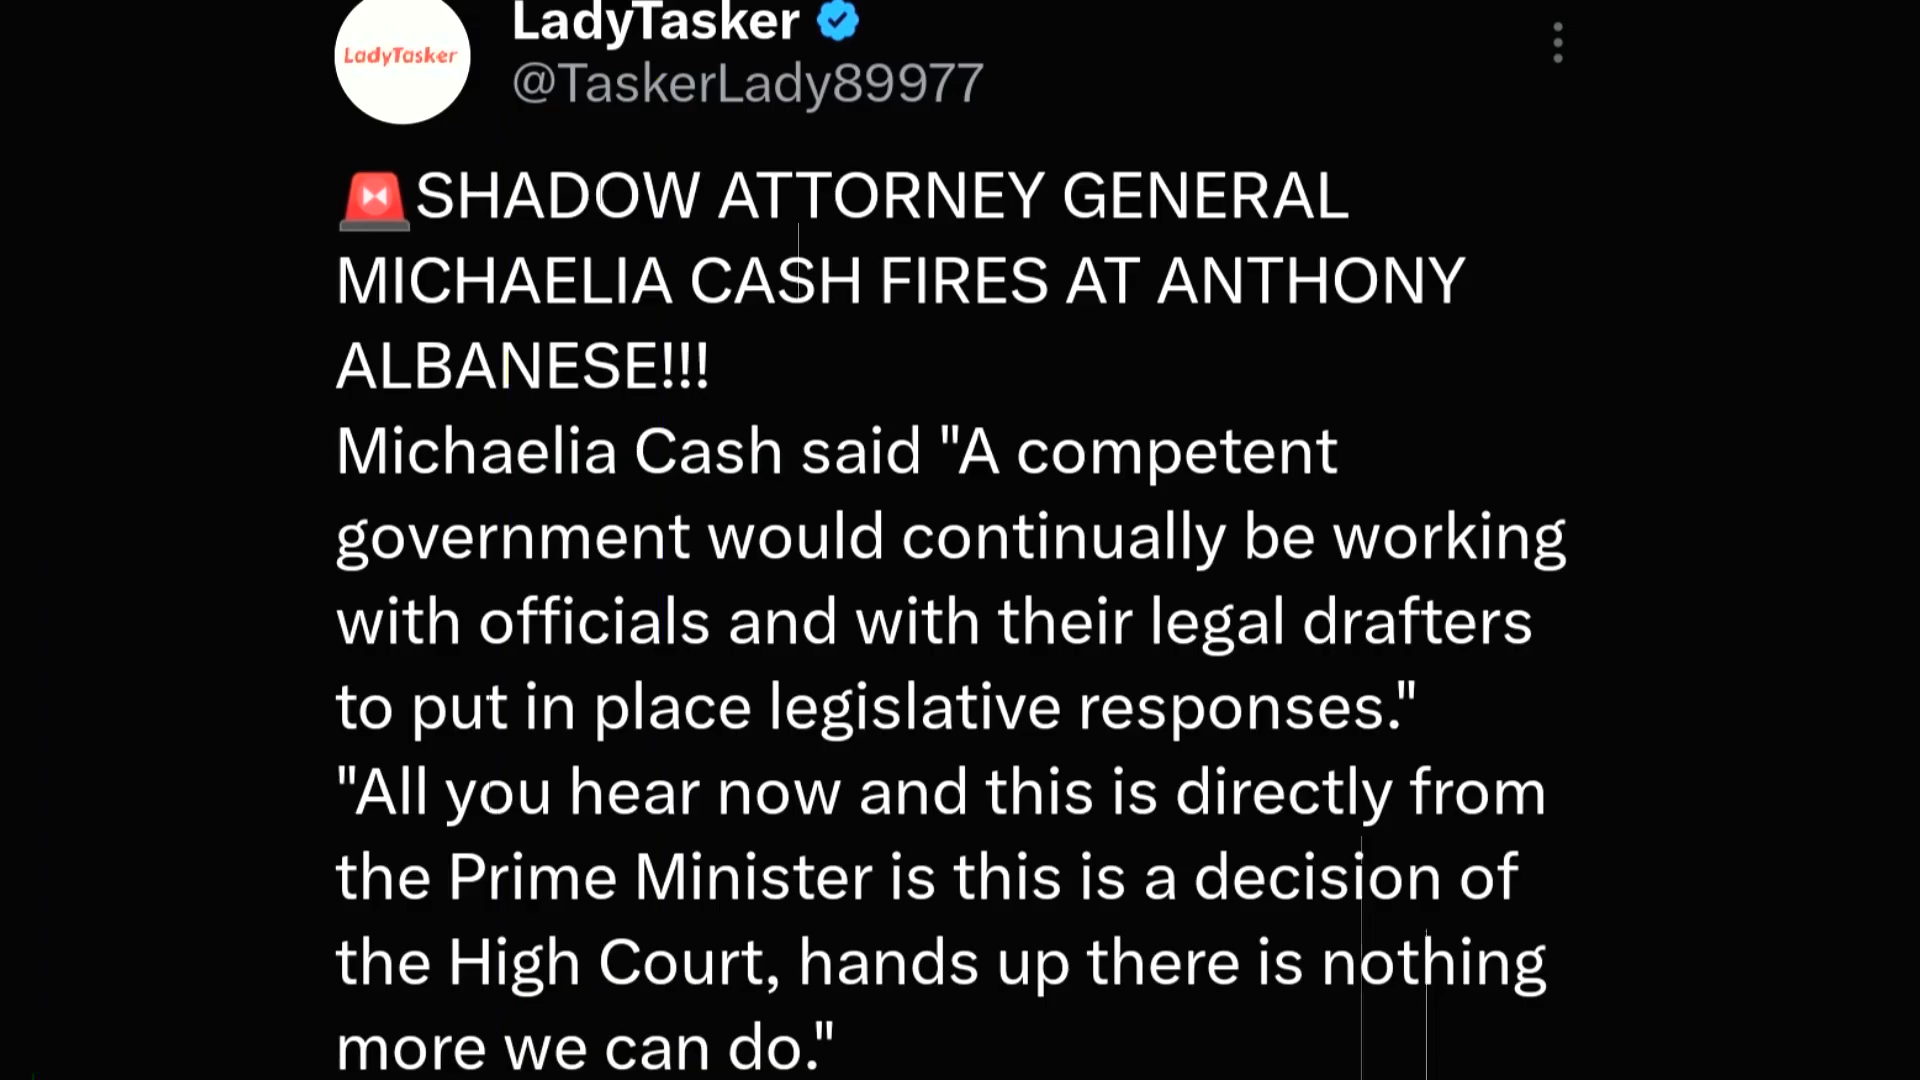 LadyTasker
LadyTasker
@TaskerLady89977
🚨SHADOW ATTORNEY GENERAL
MICHAELIA CASH FIRES AT ANTHONY
ALBANESE!!!
Michaelia Cash said "A competent
government would continually be working
with officials and with their legal drafters
to put in place legislative responses."
"All you hear now and this is directly from
the Prime Minister is this is a decision of
the High Court, hands up there is nothing
more we can do."